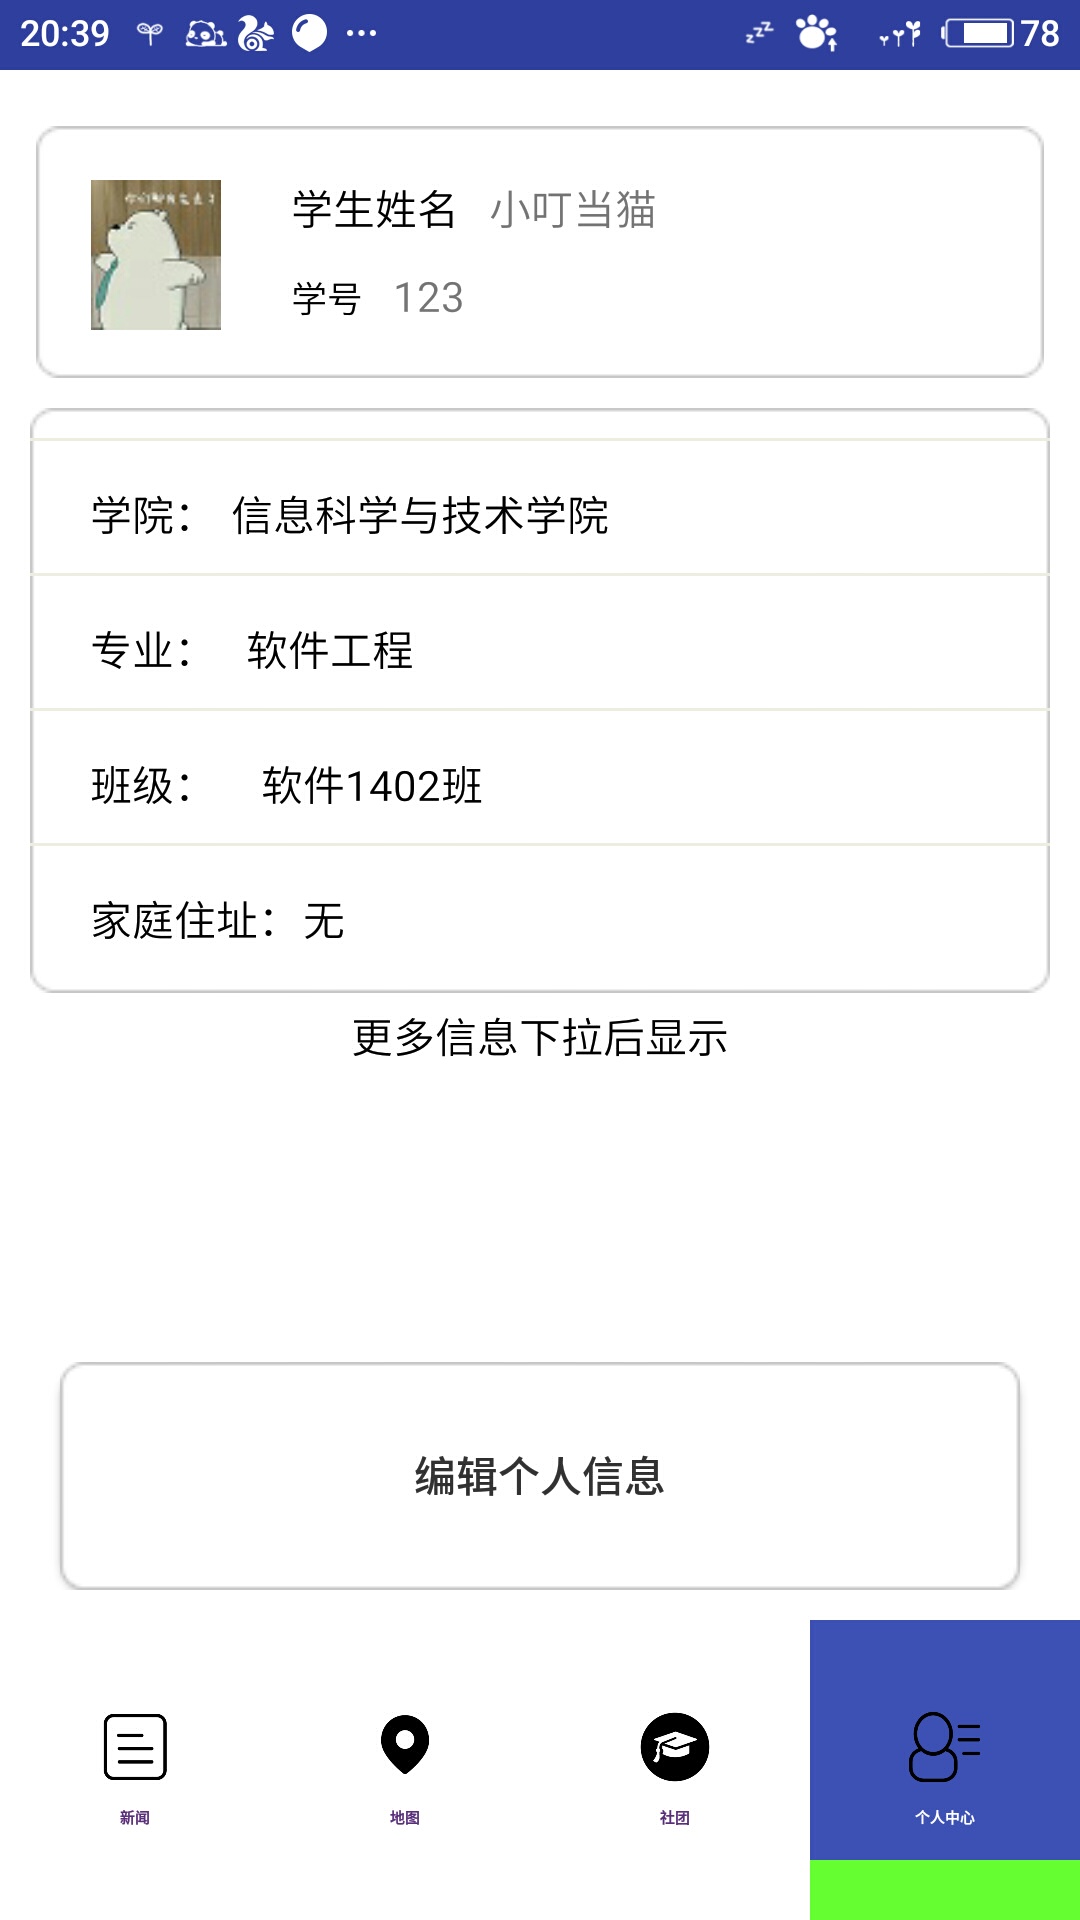 20:39
78
学生姓名 小叮当猫
学号 123
学院： 信息科学与技术学院
专业： 软件工程
班级： 软件1402班
家庭住址：无
更多信息下拉后显示
编辑个人信息
新闻 地图 社团 个人中心